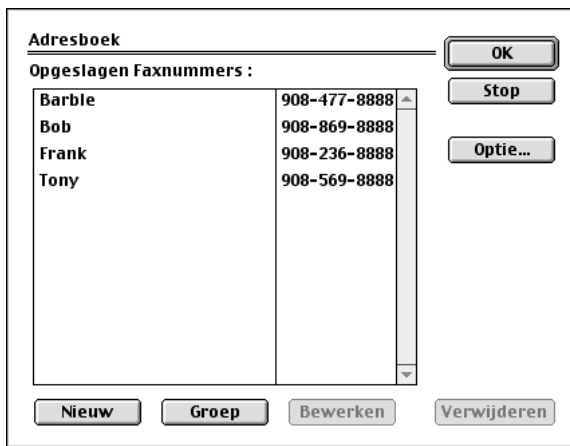 Adresboek
OK
Opgeslagen Faxnummers :
Stop
Barble 908-477-8888
Bob 908-869-8888
Frank 908-236-8888
Optie...
Tony 908-569-8888
Nieuw Groep Bewerken Verwijderen